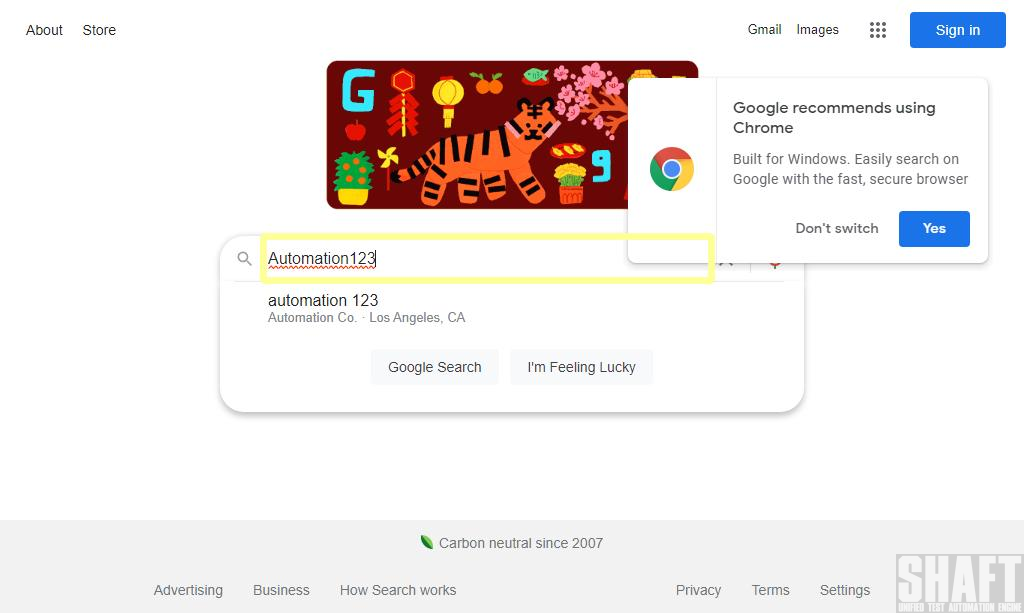 About
Store
Gmail
Images
Sign in
G
g
Google recommends using
Chrome
Built for Windows. Easily search on
Google with the fast, secure browser
Don't switch
Yes
Automation123
automation 123
Automation Co. · Los Angeles, CA
Google Search
I'm Feeling Lucky
Carbon neutral since 2007
Advertising
Business
How Search works
Privacy
Terms
Settings
SHAFT
UNIFIED TEST AUTOMATION ENGINE